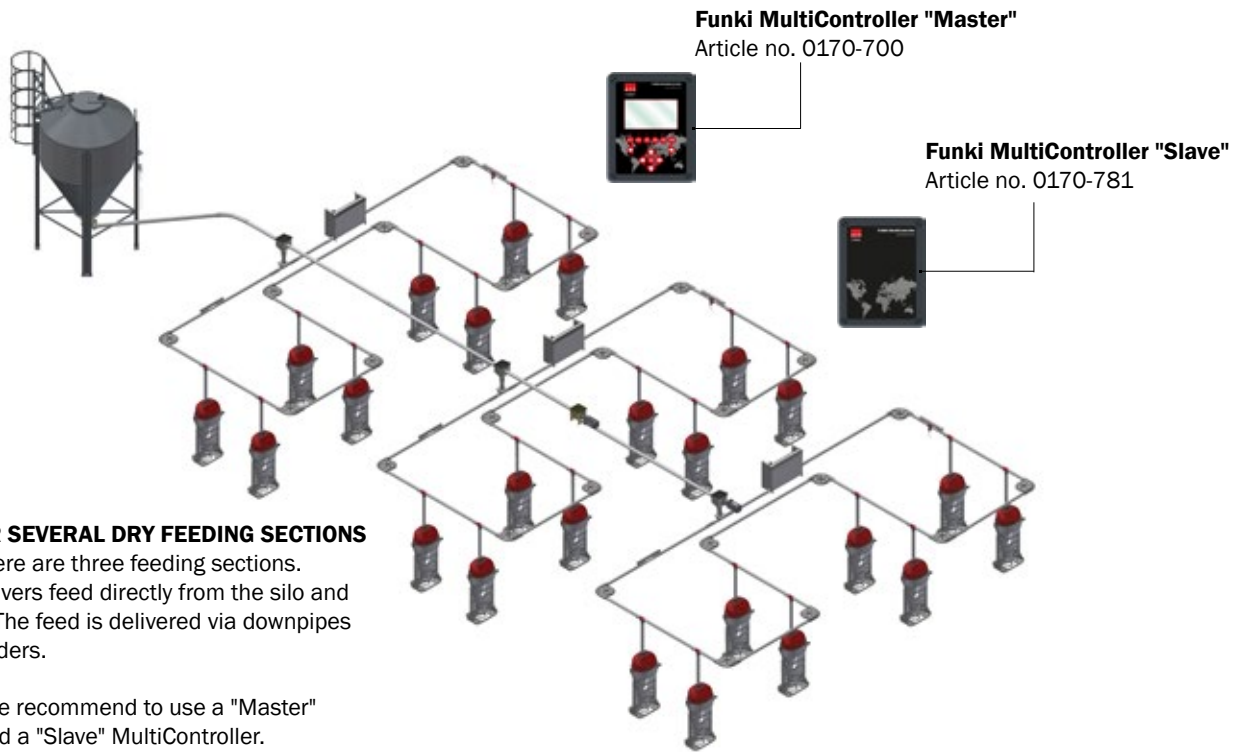 Funki MultiController "Master"
Article no. 0170-700
Funki MultiController "Slave"
Article no. 0170-781
SEVERAL DRY FEEDING SECTIONS
ere are three feeding sections.
vers feed directly from the silo and
The feed is delivered via downpipes
ders.
e recommend to use a "Master"
d a "Slave" MultiController.